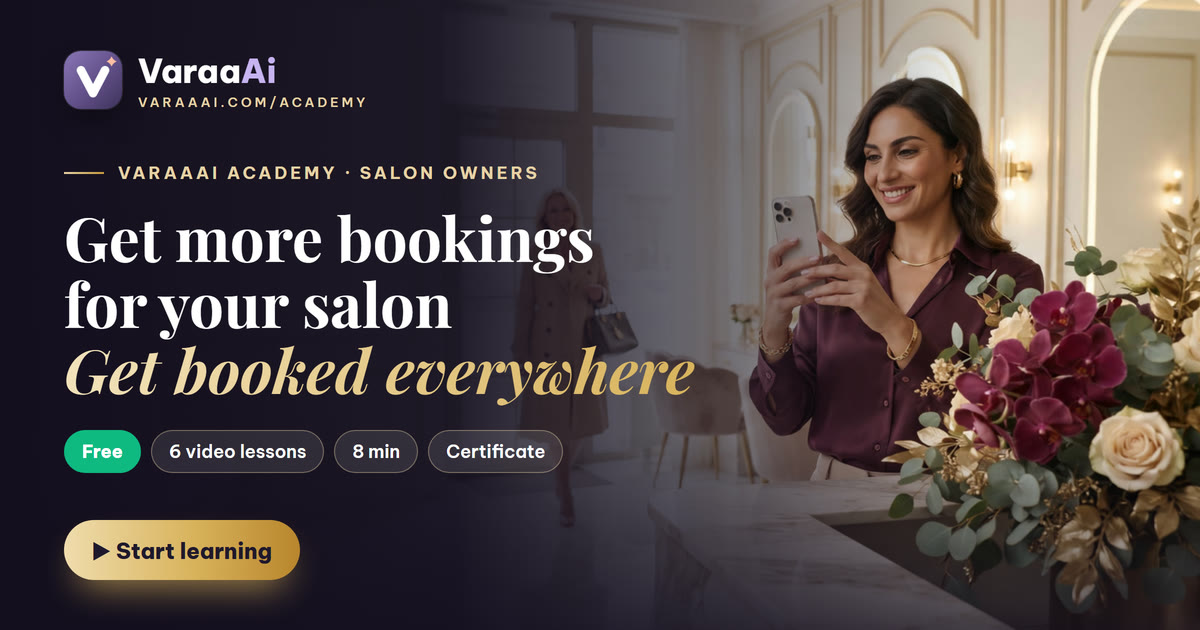 VaraaAi
VARAAAI.COM/ACADEMY
VARAAAI ACADEMY · SALON OWNERS
Get more bookings
for your salon
Get booked everywhere
Free
6 video lessons
8 min
Certificate
▶ Start learning